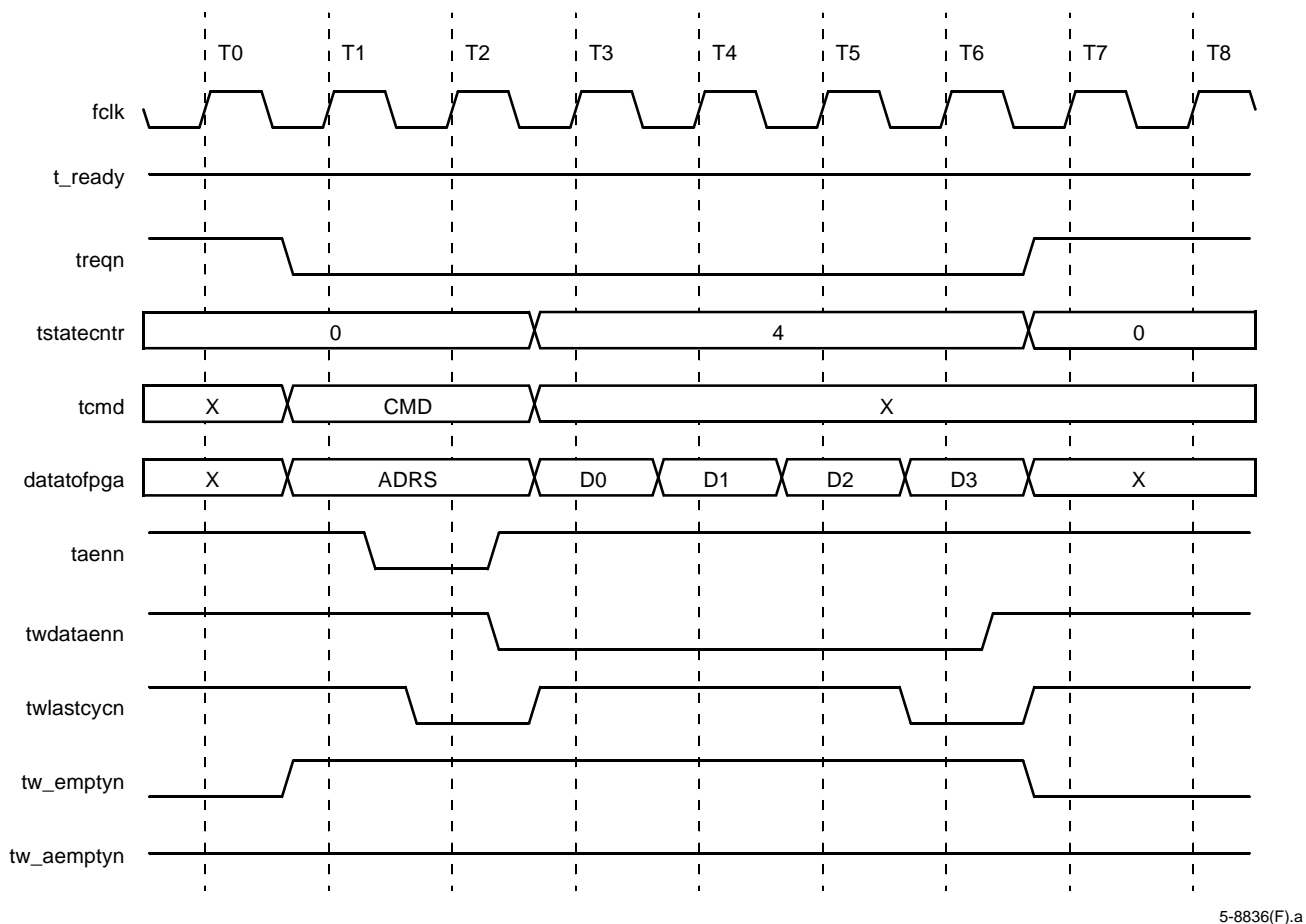 T0 T1 T2 T3 T4 T5 T6 T7 T8
fclk
t_ready
treqn
tstatecntr 0 4 0
tcmd X CMD X
datatofpga X ADRS D0 D1 D2 D3 X
taenn
twdataenn
twlastcycn
tw_emptyn
tw_aemptyn
5-8836(F).a